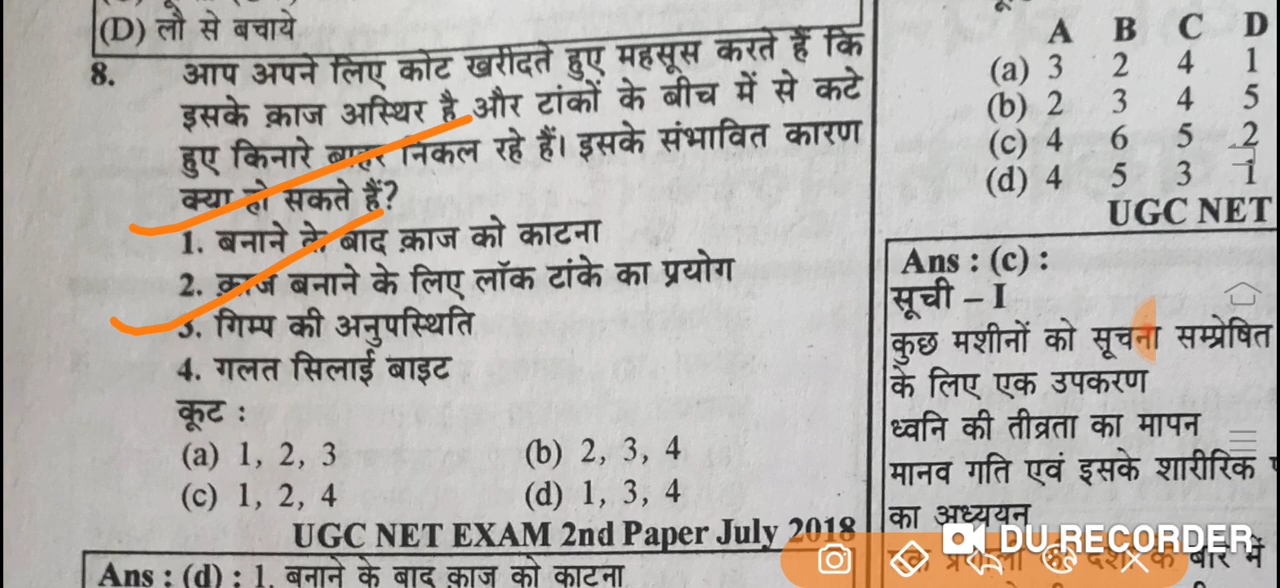 (D) लौ से बचाये
8. आप अपने लिए कोट खरीदते हुए महसूस करते हैं कि
इसके क़ाज अस्थिर है और टांकों के बीच में से कटे
हुए किनारे बाहर निकल रहे हैं। इसके संभावित कारण
क्या हो सकते हैं?
1. बनाने के बाद क़ाज को काटना
2. क़ाज बनाने के लिए लॉक टांके का प्रयोग
3. गिम्प की अनुपस्थिति
4. गलत सिलाई बाइट
कूट :
(a) 1, 2, 3 (b) 2, 3, 4
(c) 1, 2, 4 (d) 1, 3, 4
UGC NET EXAM 2nd Paper July 2018
Ans : (d) : 1. बनाने के बाद क़ाज को काटना
A B C D
(a) 3 2 4 1
(b) 2 3 4 5
(c) 4 6 5 2
(d) 4 5 3 1
UGC NET
Ans : (c) :
सूची – I
कुछ मशीनों को सूचना सम्प्रेषित
के लिए एक उपकरण
ध्वनि की तीव्रता का मापन
मानव गति एवं इसके शारीरिक
का अध्ययन
के बारे में
DU RECORDER